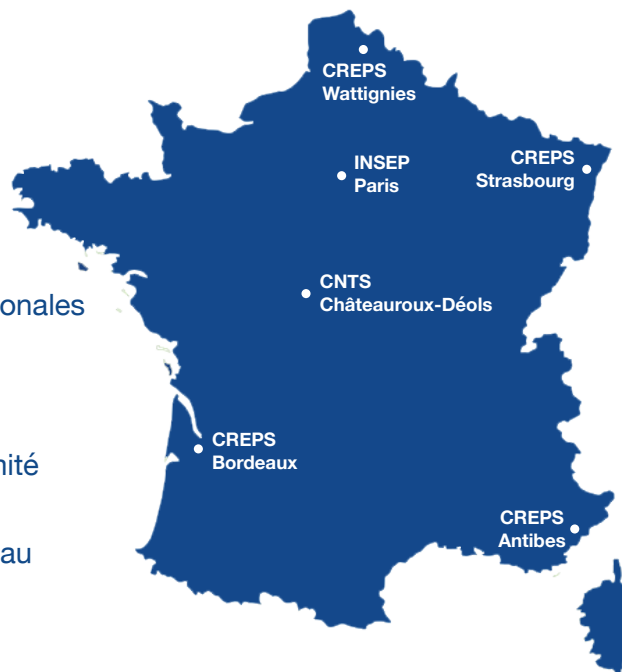 CREPS
Wattignies
INSEP
Paris
CREPS
Strasbourg
CNTS
Châteauroux-Déols
onales
CREPS
Bordeaux
nité
CREPS
Antibes
au